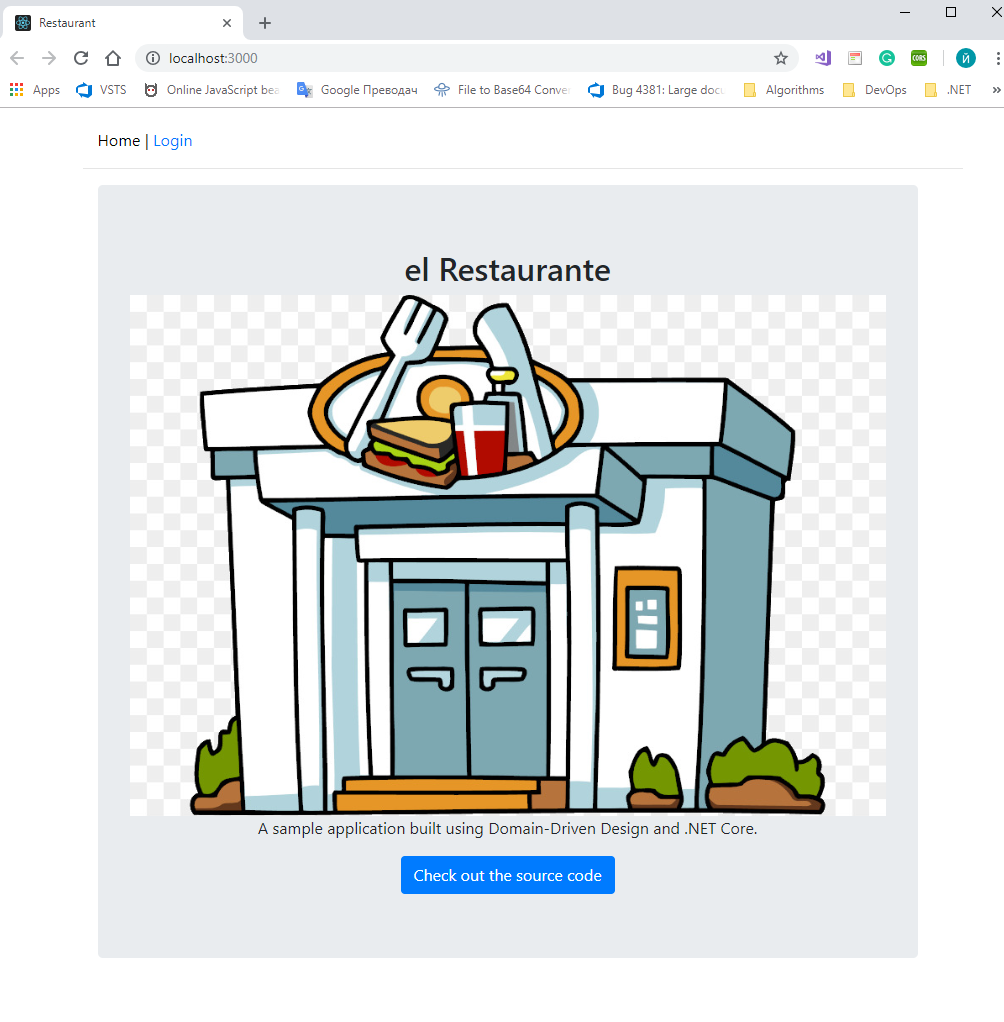 Restaurant
localhost:3000
CORS
Й
Apps VSTS Online JavaScript bea Google Преводач File to Base64 Conver Bug 4381: Large docu Algorithms DevOps .NET »
Home | Login
el Restaurante
A sample application built using Domain-Driven Design and .NET Core.
Check out the source code